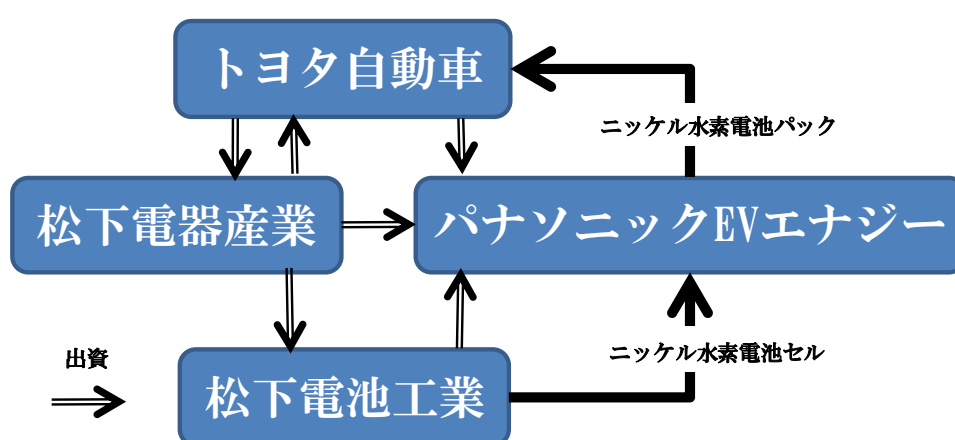 トヨタ自動車
ニッケル水素電池パック
松下電器産業
パナソニックEVエナジー
出資
ニッケル水素電池セル
松下電池工業